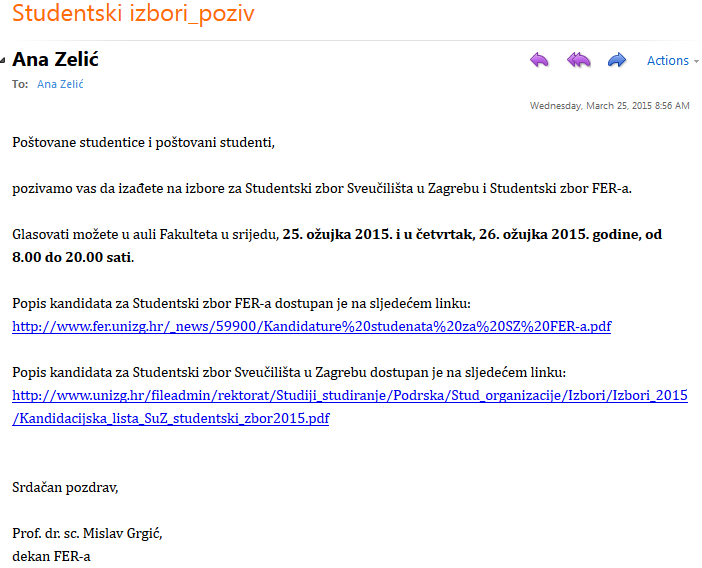 Studentski izbori_poziv
Ana Zelić
Actions
To: Ana Zelić
Wednesday, March 25, 2015 8:56 AM
Poštovane studentice i poštovani studenti,
pozivamo vas da izađete na izbore za Studentski zbor Sveučilišta u Zagrebu i Studentski zbor FER-a.
Glasovati možete u auli Fakulteta u srijedu, 25. ožujka 2015. i u četvrtak, 26. ožujka 2015. godine, od
8.00 do 20.00 sati.
Popis kandidata za Studentski zbor FER-a dostupan je na sljedećem linku:
http://www.fer.unizg.hr/_news/59900/Kandidature%20studenata%20za%20SZ%20FER-a.pdf
Popis kandidata za Studentski zbor Sveučilišta u Zagrebu dostupan je na sljedećem linku:
http://www.unizg.hr/fileadmin/rektorat/Studiji_studiranje/Podrska/Stud_organizacije/Izbori/Izbori_2015
/Kandidacijska_lista_SuZ_studentski_zbor2015.pdf
Srdačan pozdrav,
Prof. dr. sc. Mislav Grgić,
dekan FER-a